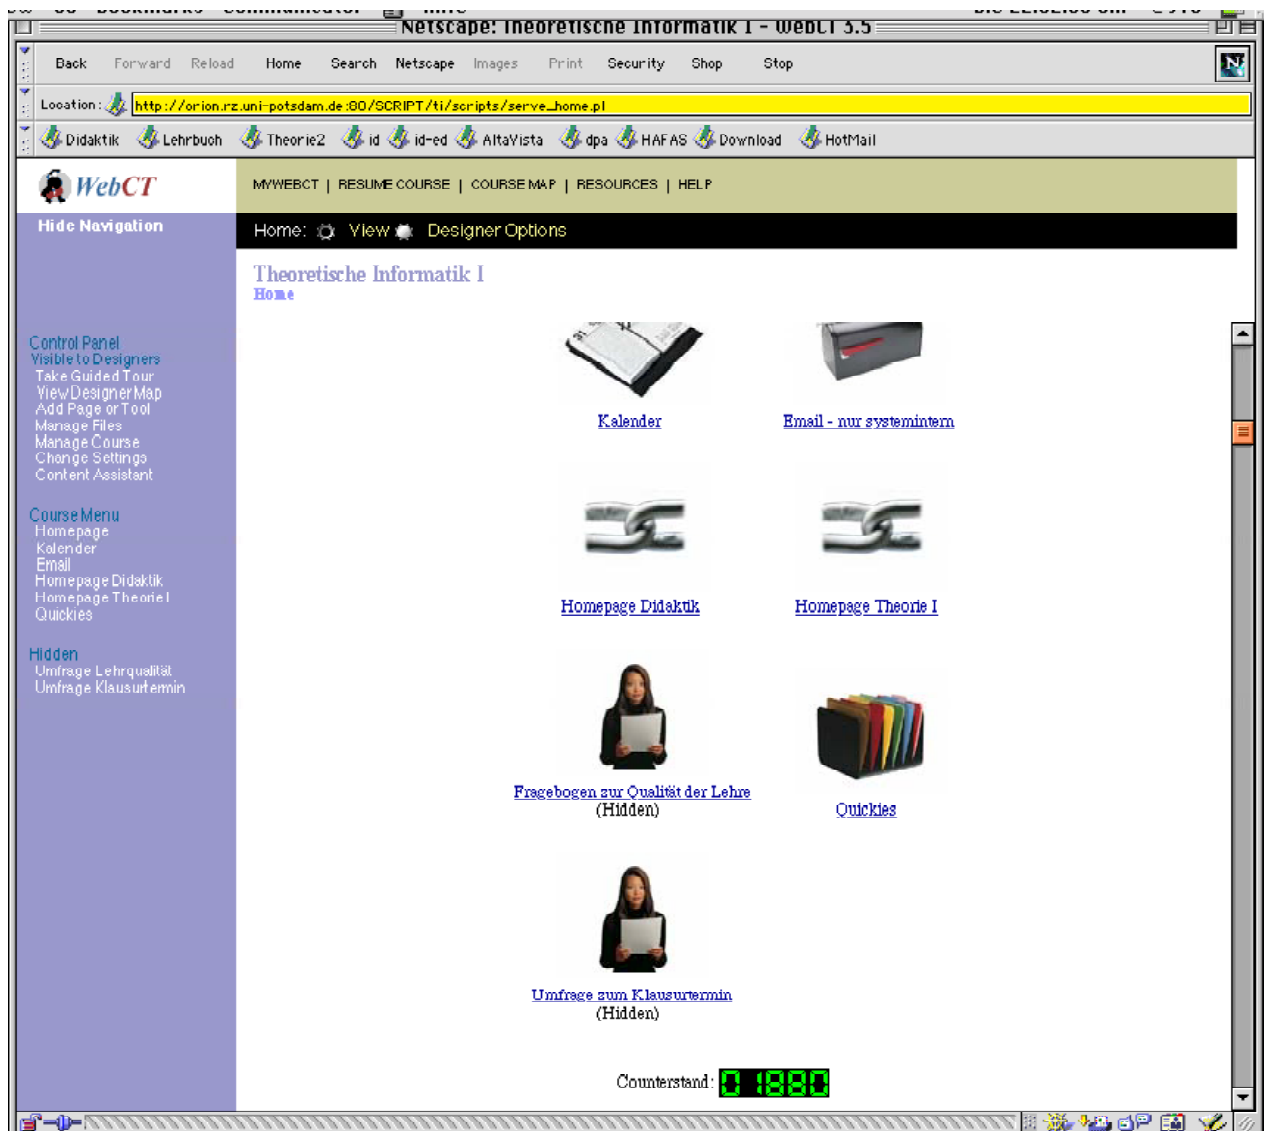 Netscape: Theoretische Informatik I - WebCT 3.5
Back Forward Reload Home Search Netscape Images Print Security Shop Stop
N
Location: http://orion.rz.uni-potsdam.de:80/SCRIPT/ti/scripts/serve_home.pl
Didaktik Lehrbuch Theorie2 id id-ed AltaVista dpa HAFAS Download HotMail
WebCT
MYWEBCT | RESUME COURSE | COURSE MAP | RESOURCES | HELP
Hide Navigation
Home: View Designer Options
Theoretische Informatik I
Home
Control Panel
Visible to Designers
Take Guided Tour
View Designer Map
Add Page or Tool
Manage Files
Manage Course
Change Settings
Content Assistant
Course Menu
Homepage
Kalender
Email
Homepage Didaktik
Homepage Theorie I
Quickies
Hidden
Umfrage Lehrqualität
Umfrage Klausurtermin
31
Kalender Email - nur systemintern
Homepage Didaktik Homepage Theorie I
Fragebogen zur Qualität der Lehre
(Hidden)
Quickies
Umfrage zum Klausurtermin
(Hidden)
Counterstand: 01880